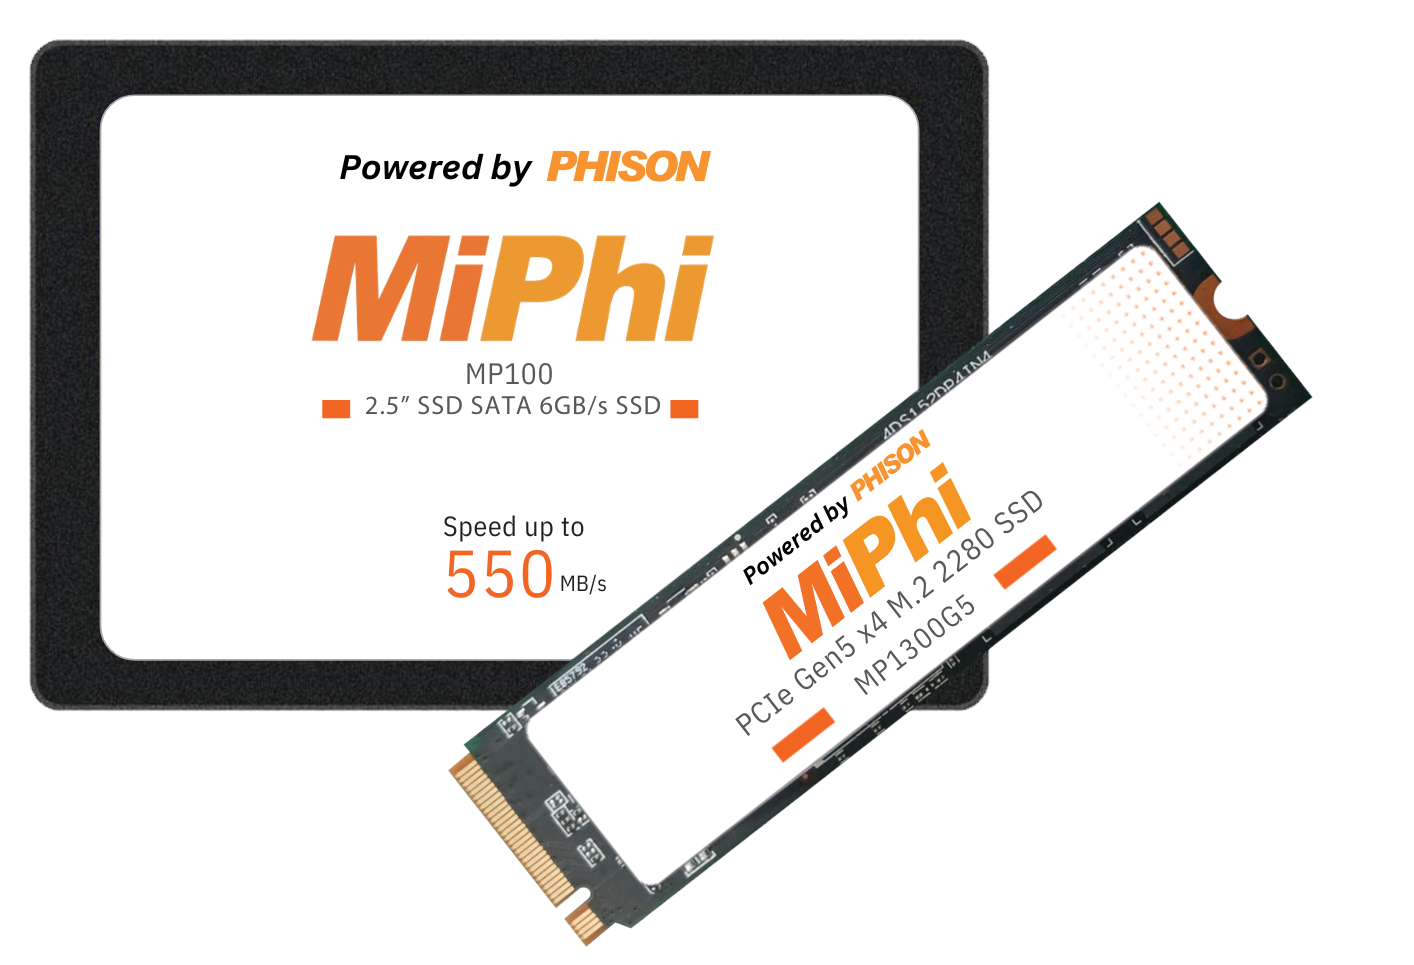 Powered by PHISON
MiPhi
MP100
2.5” SSD SATA 6GB/s SSD
Speed up to
550 MB/s
4DS152DP4IN4
Powered by PHISON
MiPhi
PCIe Gen5 x4 M.2 2280 SSD
MP1300G5